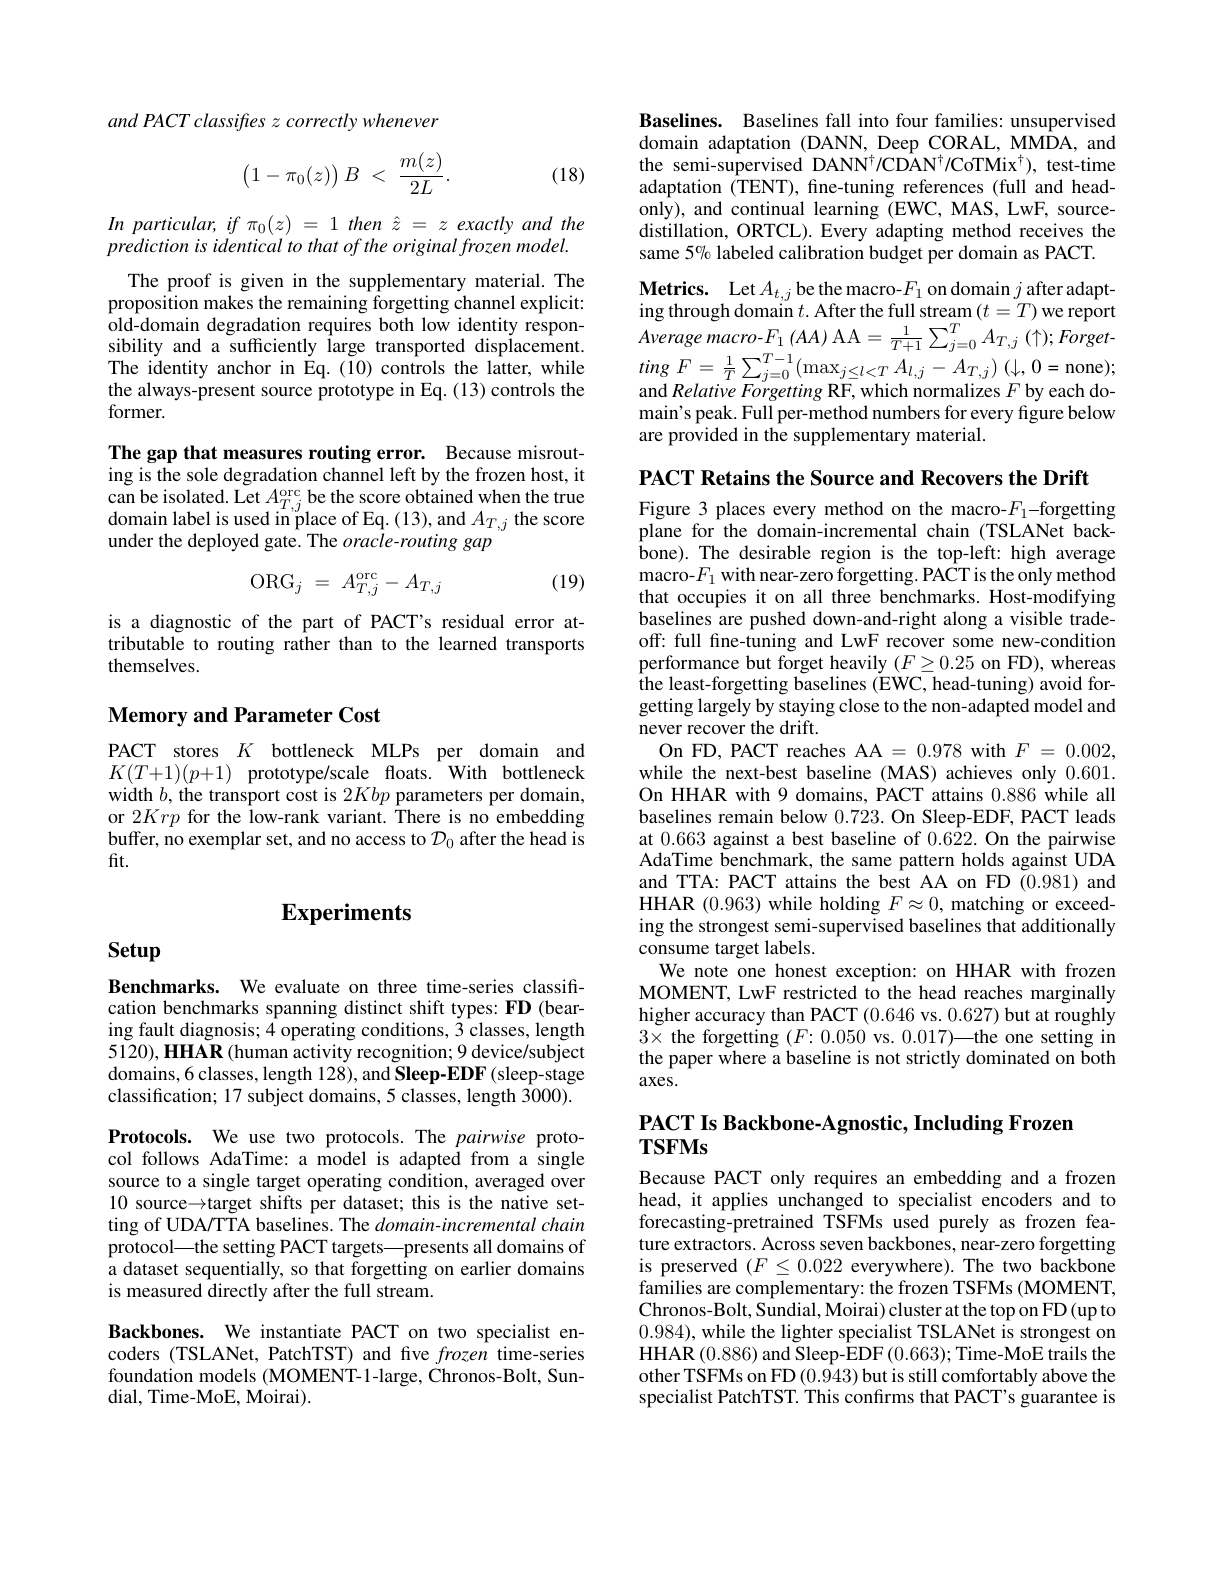 and PACT classifies z correctly whenever
(1 − π₀(z)) B < m(z)/2L. (18)
In particular, if π₀(z) = 1 then ẑ = z exactly and the
prediction is identical to that of the original frozen model.
The proof is given in the supplementary material. The
proposition makes the remaining forgetting channel explicit:
old-domain degradation requires both low identity respon-
sibility and a sufficiently large transported displacement.
The identity anchor in Eq. (10) controls the latter, while
the always-present source prototype in Eq. (13) controls the
former.
The gap that measures routing error. Because misrout-
ing is the sole degradation channel left by the frozen host, it
can be isolated. Let A^orc_{T,j} be the score obtained when the true
domain label is used in place of Eq. (13), and A_{T,j} the score
under the deployed gate. The oracle-routing gap
ORG_j = A^orc_{T,j} − A_{T,j} (19)
is a diagnostic of the part of PACT's residual error at-
tributable to routing rather than to the learned transports
themselves.
Memory and Parameter Cost
PACT stores K bottleneck MLPs per domain and
K(T+1)(p+1) prototype/scale floats. With bottleneck
width b, the transport cost is 2Kbp parameters per domain,
or 2Krp for the low-rank variant. There is no embedding
buffer, no exemplar set, and no access to D₀ after the head is
fit.
Experiments
Setup
Benchmarks. We evaluate on three time-series classifi-
cation benchmarks spanning distinct shift types: FD (bear-
ing fault diagnosis; 4 operating conditions, 3 classes, length
5120), HHAR (human activity recognition; 9 device/subject
domains, 6 classes, length 128), and Sleep-EDF (sleep-stage
classification; 17 subject domains, 5 classes, length 3000).
Protocols. We use two protocols. The pairwise proto-
col follows AdaTime: a model is adapted from a single
source to a single target operating condition, averaged over
10 source→target shifts per dataset; this is the native set-
ting of UDA/TTA baselines. The domain-incremental chain
protocol—the setting PACT targets—presents all domains of
a dataset sequentially, so that forgetting on earlier domains
is measured directly after the full stream.
Backbones. We instantiate PACT on two specialist en-
coders (TSLANet, PatchTST) and five frozen time-series
foundation models (MOMENT-1-large, Chronos-Bolt, Sun-
dial, Time-MoE, Moirai).
Baselines. Baselines fall into four families: unsupervised
domain adaptation (DANN, Deep CORAL, MMDA, and
the semi-supervised DANN†/CDAN†/CoTMix†), test-time
adaptation (TENT), fine-tuning references (full and head-
only), and continual learning (EWC, MAS, LwF, source-
distillation, ORTCL). Every adapting method receives the
same 5% labeled calibration budget per domain as PACT.
Metrics. Let A_{t,j} be the macro-F₁ on domain j after adapt-
ing through domain t. After the full stream (t = T) we report
Average macro-F₁ (AA) AA = 1/(T+1) ∑_{j=0}^{T} A_{T,j} (↑); Forget-
ting F = 1/T ∑_{j=0}^{T−1} (max_{j≤l<T} A_{l,j} − A_{T,j}) (↓, 0 = none);
and Relative Forgetting RF, which normalizes F by each do-
main's peak. Full per-method numbers for every figure below
are provided in the supplementary material.
PACT Retains the Source and Recovers the Drift
Figure 3 places every method on the macro-F₁–forgetting
plane for the domain-incremental chain (TSLANet back-
bone). The desirable region is the top-left: high average
macro-F₁ with near-zero forgetting. PACT is the only method
that occupies it on all three benchmarks. Host-modifying
baselines are pushed down-and-right along a visible trade-
off: full fine-tuning and LwF recover some new-condition
performance but forget heavily (F ≥ 0.25 on FD), whereas
the least-forgetting baselines (EWC, head-tuning) avoid for-
getting largely by staying close to the non-adapted model and
never recover the drift.
On FD, PACT reaches AA = 0.978 with F = 0.002,
while the next-best baseline (MAS) achieves only 0.601.
On HHAR with 9 domains, PACT attains 0.886 while all
baselines remain below 0.723. On Sleep-EDF, PACT leads
at 0.663 against a best baseline of 0.622. On the pairwise
AdaTime benchmark, the same pattern holds against UDA
and TTA: PACT attains the best AA on FD (0.981) and
HHAR (0.963) while holding F ≈ 0, matching or exceed-
ing the strongest semi-supervised baselines that additionally
consume target labels.
We note one honest exception: on HHAR with frozen
MOMENT, LwF restricted to the head reaches marginally
higher accuracy than PACT (0.646 vs. 0.627) but at roughly
3× the forgetting (F: 0.050 vs. 0.017)—the one setting in
the paper where a baseline is not strictly dominated on both
axes.
PACT Is Backbone-Agnostic, Including Frozen
TSFMs
Because PACT only requires an embedding and a frozen
head, it applies unchanged to specialist encoders and to
forecasting-pretrained TSFMs used purely as frozen fea-
ture extractors. Across seven backbones, near-zero forgetting
is preserved (F ≤ 0.022 everywhere). The two backbone
families are complementary: the frozen TSFMs (MOMENT,
Chronos-Bolt, Sundial, Moirai) cluster at the top on FD (up to
0.984), while the lighter specialist TSLANet is strongest on
HHAR (0.886) and Sleep-EDF (0.663); Time-MoE trails the
other TSFMs on FD (0.943) but is still comfortably above the
specialist PatchTST. This confirms that PACT's guarantee is